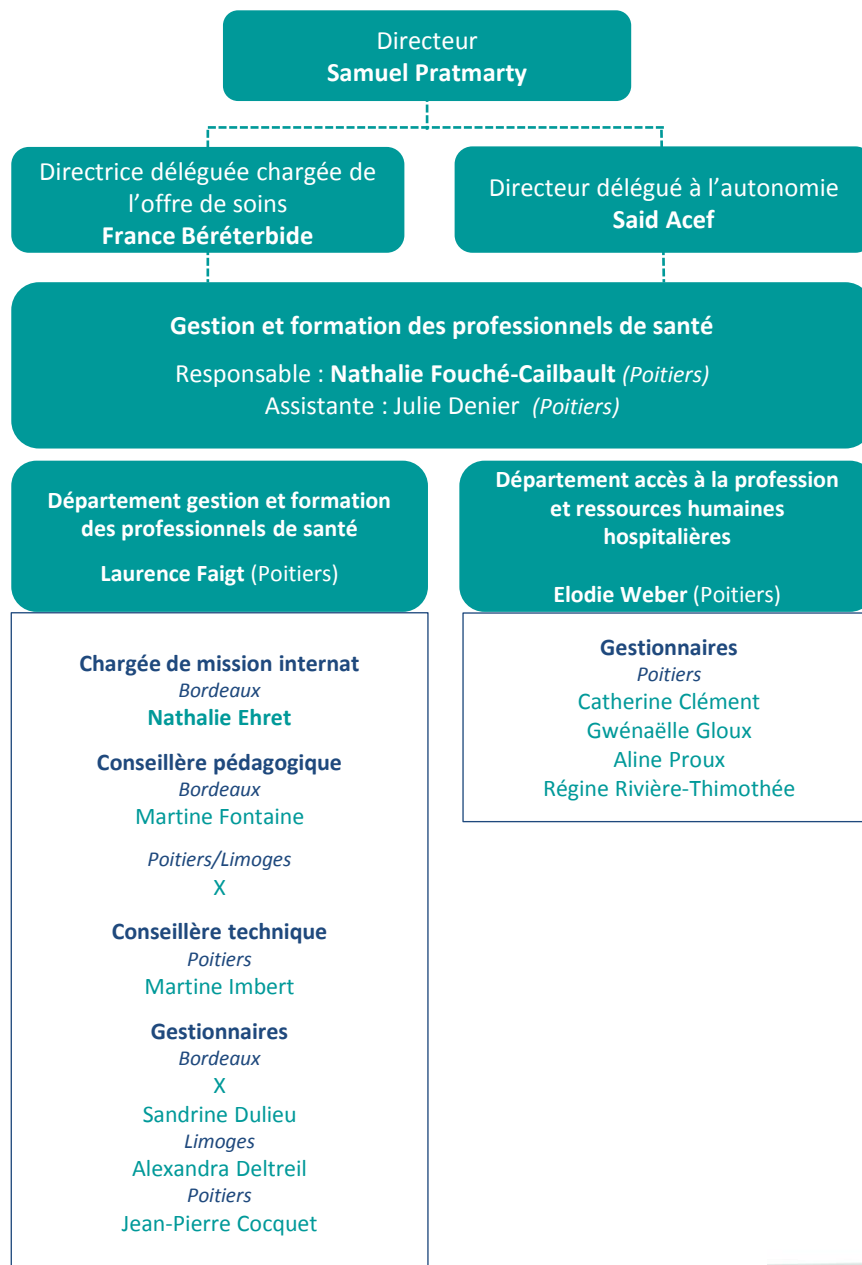 Directeur
Samuel Pratmarty
Directrice déléguée chargée de
l'offre de soins
France Béréterbide
Directeur délégué à l'autonomie
Said Acef
Gestion et formation des professionnels de santé
Responsable : Nathalie Fouché-Cailbault (Poitiers)
Assistante : Julie Denier (Poitiers)
Département gestion et formation
des professionnels de santé
Laurence Faigt (Poitiers)
Département accès à la profession
et ressources humaines
hospitalières
Elodie Weber (Poitiers)
Chargée de mission internat
Bordeaux
Nathalie Ehret
Conseillère pédagogique
Bordeaux
Martine Fontaine
Poitiers/Limoges
X
Conseillère technique
Poitiers
Martine Imbert
Gestionnaires
Bordeaux
X
Sandrine Dulieu
Limoges
Alexandra Deltreil
Poitiers
Jean-Pierre Cocquet
Gestionnaires
Poitiers
Catherine Clément
Gwénaëlle Gloux
Aline Proux
Régine Rivière-Thimothée